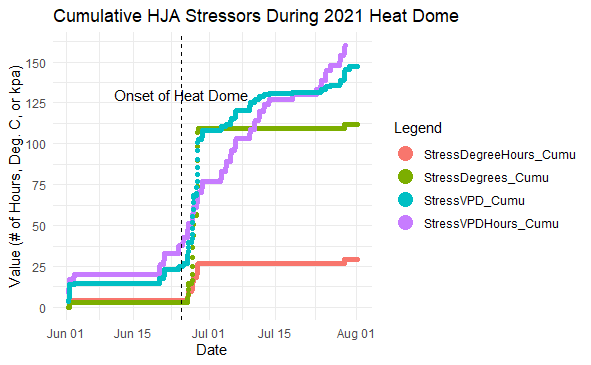 Cumulative HJA Stressors During 2021 Heat Dome
Value (# of Hours, Deg. C, or kpa)
150
125
100
75
50
25
0
Onset of Heat Dome
Jun 01 Jun 15 Jul 01 Jul 15 Aug 01
Date
Legend
StressDegreeHours_Cumu
StressDegrees_Cumu
StressVPD_Cumu
StressVPDHours_Cumu